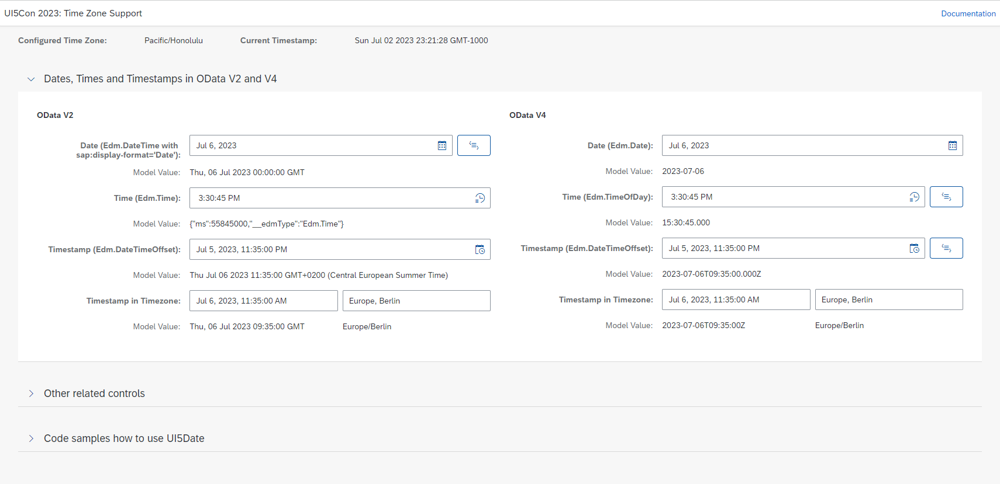 UI5Con 2023: Time Zone Support
Documentation
Configured Time Zone: Pacific/Honolulu Current Timestamp: Sun Jul 02 2023 23:21:28 GMT-1000
Dates, Times and Timestamps in OData V2 and V4
OData V2
Date (Edm.DateTime with
sap:display-format='Date'):
Jul 6, 2023
Model Value: Thu, 06 Jul 2023 00:00:00 GMT
Time (Edm.Time): 3:30:45 PM
Model Value: {"ms":55845000,"__edmType":"Edm.Time"}
Timestamp (Edm.DateTimeOffset): Jul 5, 2023, 11:35:00 PM
Model Value: Thu Jul 06 2023 11:35:00 GMT+0200 (Central European Summer Time)
Timestamp in Timezone: Jul 6, 2023, 11:35:00 AM Europe, Berlin
Model Value: Thu, 06 Jul 2023 09:35:00 GMT Europe/Berlin
OData V4
Date (Edm.Date): Jul 6, 2023
Model Value: 2023-07-06
Time (Edm.TimeOfDay): 3:30:45 PM
Model Value: 15:30:45.000
Timestamp (Edm.DateTimeOffset): Jul 5, 2023, 11:35:00 PM
Model Value: 2023-07-06T09:35:00.000Z
Timestamp in Timezone: Jul 6, 2023, 11:35:00 AM Europe, Berlin
Model Value: 2023-07-06T09:35:00Z Europe/Berlin
Other related controls
Code samples how to use UI5Date